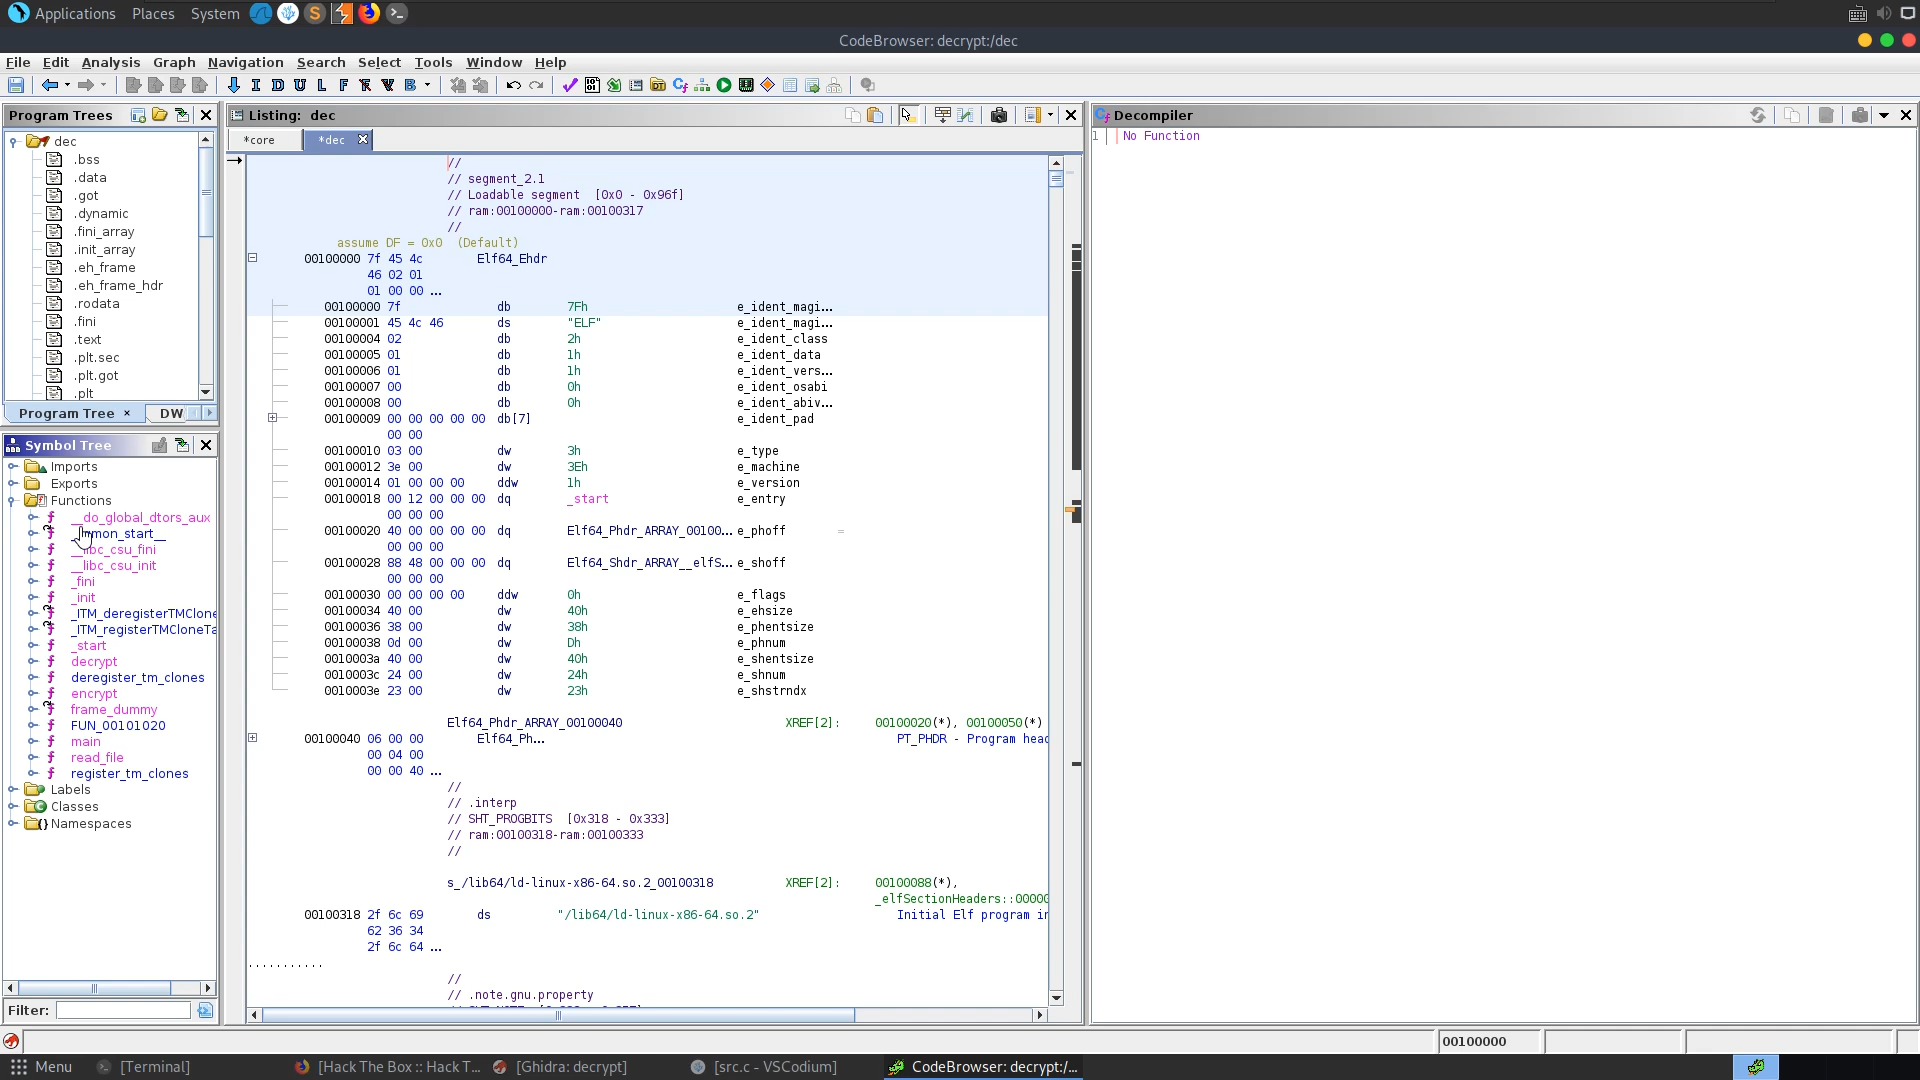 Applications Places System
CodeBrowser: decrypt:/dec
File Edit Analysis Graph Navigation Search Select Tools Window Help
I D U L F B
Program Trees
dec
.bss
.data
.got
.dynamic
.fini_array
.init_array
.eh_frame
.eh_frame_hdr
.rodata
.fini
.text
.plt.sec
.plt.got
.plt
Program Tree × DW
Symbol Tree
Imports
Exports
Functions
__do_global_dtors_aux
mon_start__
libc_csu_fini
__libc_csu_init
_fini
_init
_ITM_deregisterTMClone
_ITM_registerTMCloneTa
_start
decrypt
deregister_tm_clones
encrypt
frame_dummy
FUN_00101020
main
read_file
register_tm_clones
Labels
Classes
Namespaces
Filter:
Listing: dec
*core *dec
//
// segment_2.1
// Loadable segment [0x0 - 0x96f]
// ram:00100000-ram:00100317
//
assume DF = 0x0 (Default)
00100000 7f 45 4c Elf64_Ehdr
46 02 01
01 00 00 ...
00100000 7f db 7Fh e_ident_magi...
00100001 45 4c 46 ds "ELF" e_ident_magi...
00100004 02 db 2h e_ident_class
00100005 01 db 1h e_ident_data
00100006 01 db 1h e_ident_vers...
00100007 00 db 0h e_ident_osabi
00100008 00 db 0h e_ident_abiv...
00100009 00 00 00 00 00 db[7] e_ident_pad
00 00
00100010 03 00 dw 3h e_type
00100012 3e 00 dw 3Eh e_machine
00100014 01 00 00 00 ddw 1h e_version
00100018 00 12 00 00 00 dq _start e_entry
00 00 00
00100020 40 00 00 00 00 dq Elf64_Phdr_ARRAY_00100... e_phoff =
00 00 00
00100028 88 48 00 00 00 dq Elf64_Shdr_ARRAY__elfS... e_shoff
00 00 00
00100030 00 00 00 00 ddw 0h e_flags
00100034 40 00 dw 40h e_ehsize
00100036 38 00 dw 38h e_phentsize
00100038 0d 00 dw Dh e_phnum
0010003a 40 00 dw 40h e_shentsize
0010003c 24 00 dw 24h e_shnum
0010003e 23 00 dw 23h e_shstrndx
Elf64_Phdr_ARRAY_00100040 XREF[2]: 00100020(*), 00100050(*)
00100040 06 00 00 Elf64_Ph... PT_PHDR - Program head
00 04 00
00 00 40 ...
//
// .interp
// SHT_PROGBITS [0x318 - 0x333]
// ram:00100318-ram:00100333
//
s_/lib64/ld-linux-x86-64.so.2_00100318 XREF[2]: 00100088(*),
_elfSectionHeaders::00000
00100318 2f 6c 69 ds "/lib64/ld-linux-x86-64.so.2" Initial Elf program in
62 36 34
2f 6c 64 ...
...........
//
// .note.gnu.property
Decompiler
1 No Function
00100000
Menu [Terminal] [Hack The Box :: Hack T... [Ghidra: decrypt] [src.c - VSCodium] CodeBrowser: decrypt:/...